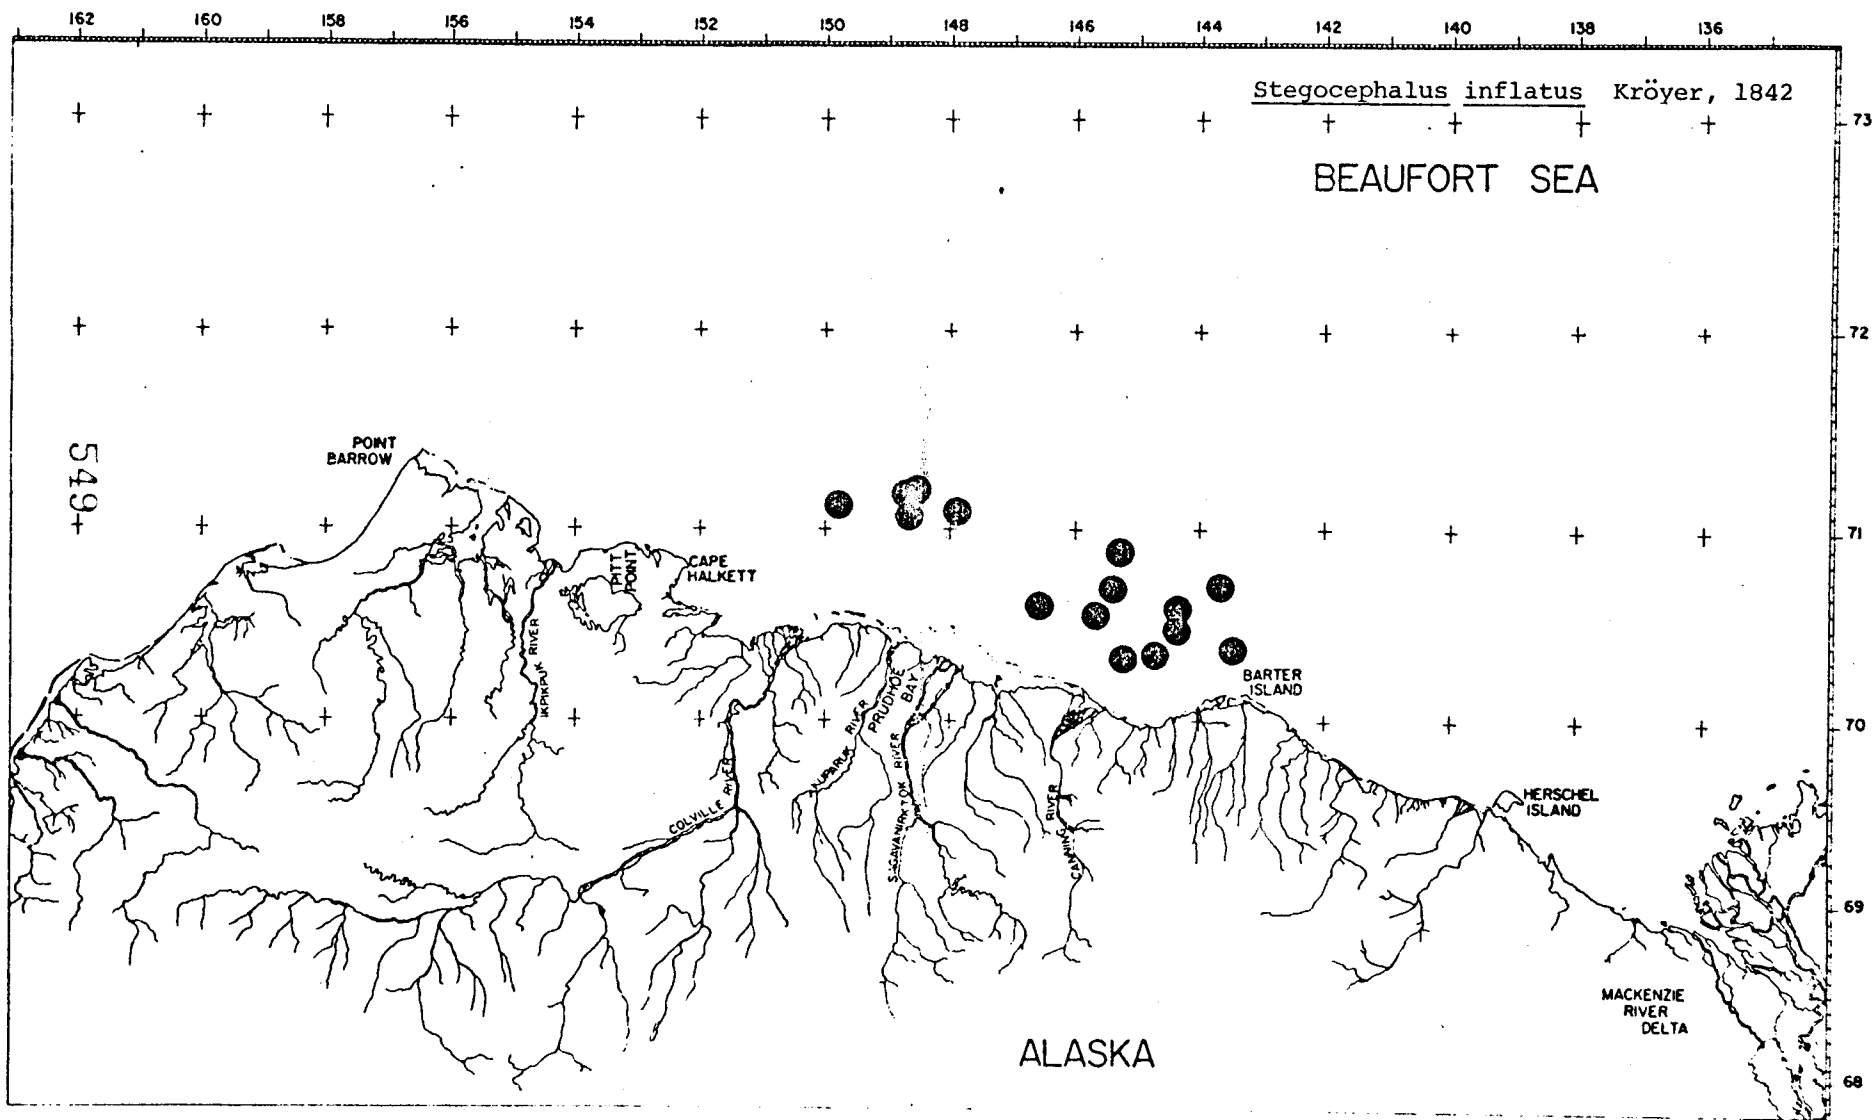 162 160 158 156 154 152 150 148 146 144 142 140 138 136
Stegocephalus inflatus Kröyer, 1842
73
BEAUFORT SEA
72
POINT
BARROW
549
71
PITT
POINT
CAPE
HALKETT
IKPIKPUK RIVER
BARTER
ISLAND
PRUDHOE
BAY
KUPARUK RIVER
70
SAGAVANIRKTOK RIVER
COLVILLE RIVER
CANNING RIVER
HERSCHEL
ISLAND
69
MACKENZIE
RIVER
DELTA
ALASKA
68